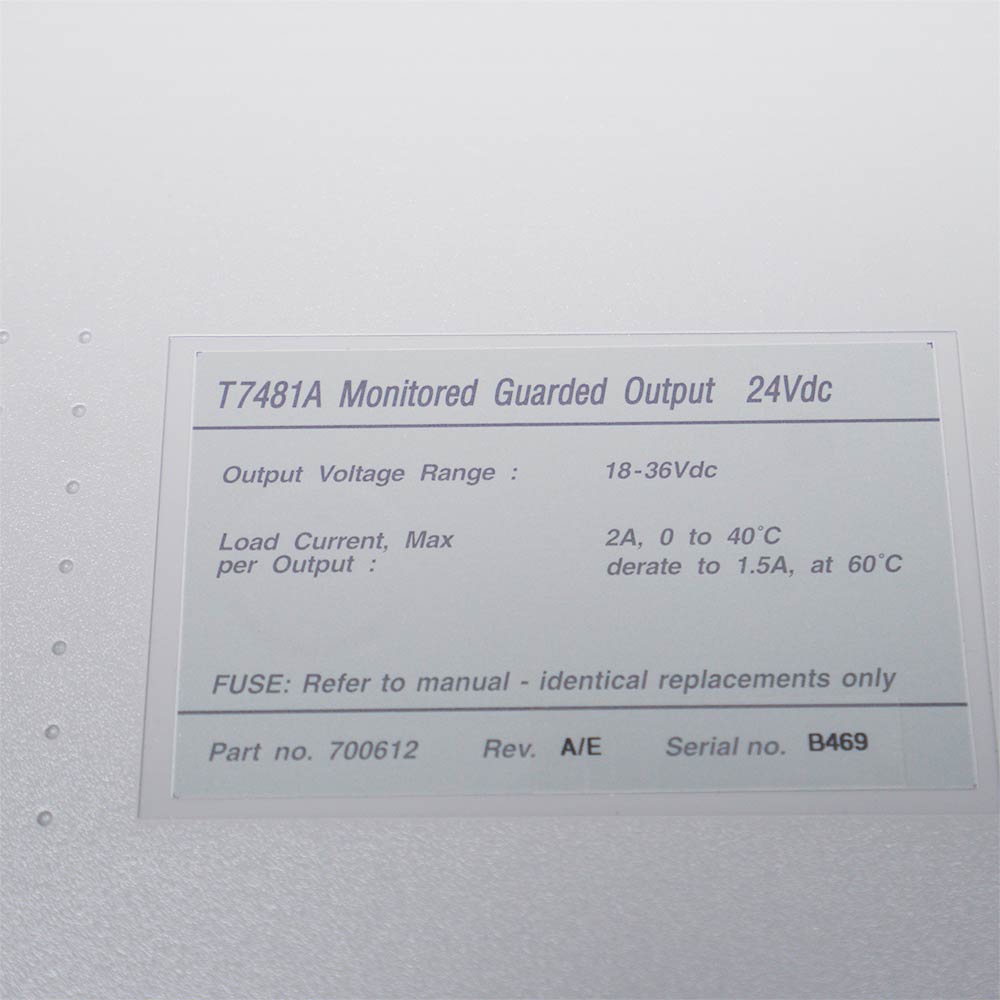 T7481A Monitored Guarded Output 24Vdc
Output Voltage Range : 18-36Vdc
Load Current, Max 2A, 0 to 40°C
per Output : derate to 1.5A, at 60°C
FUSE: Refer to manual - identical replacements only
Part no. 700612 Rev. A/E Serial no. B469